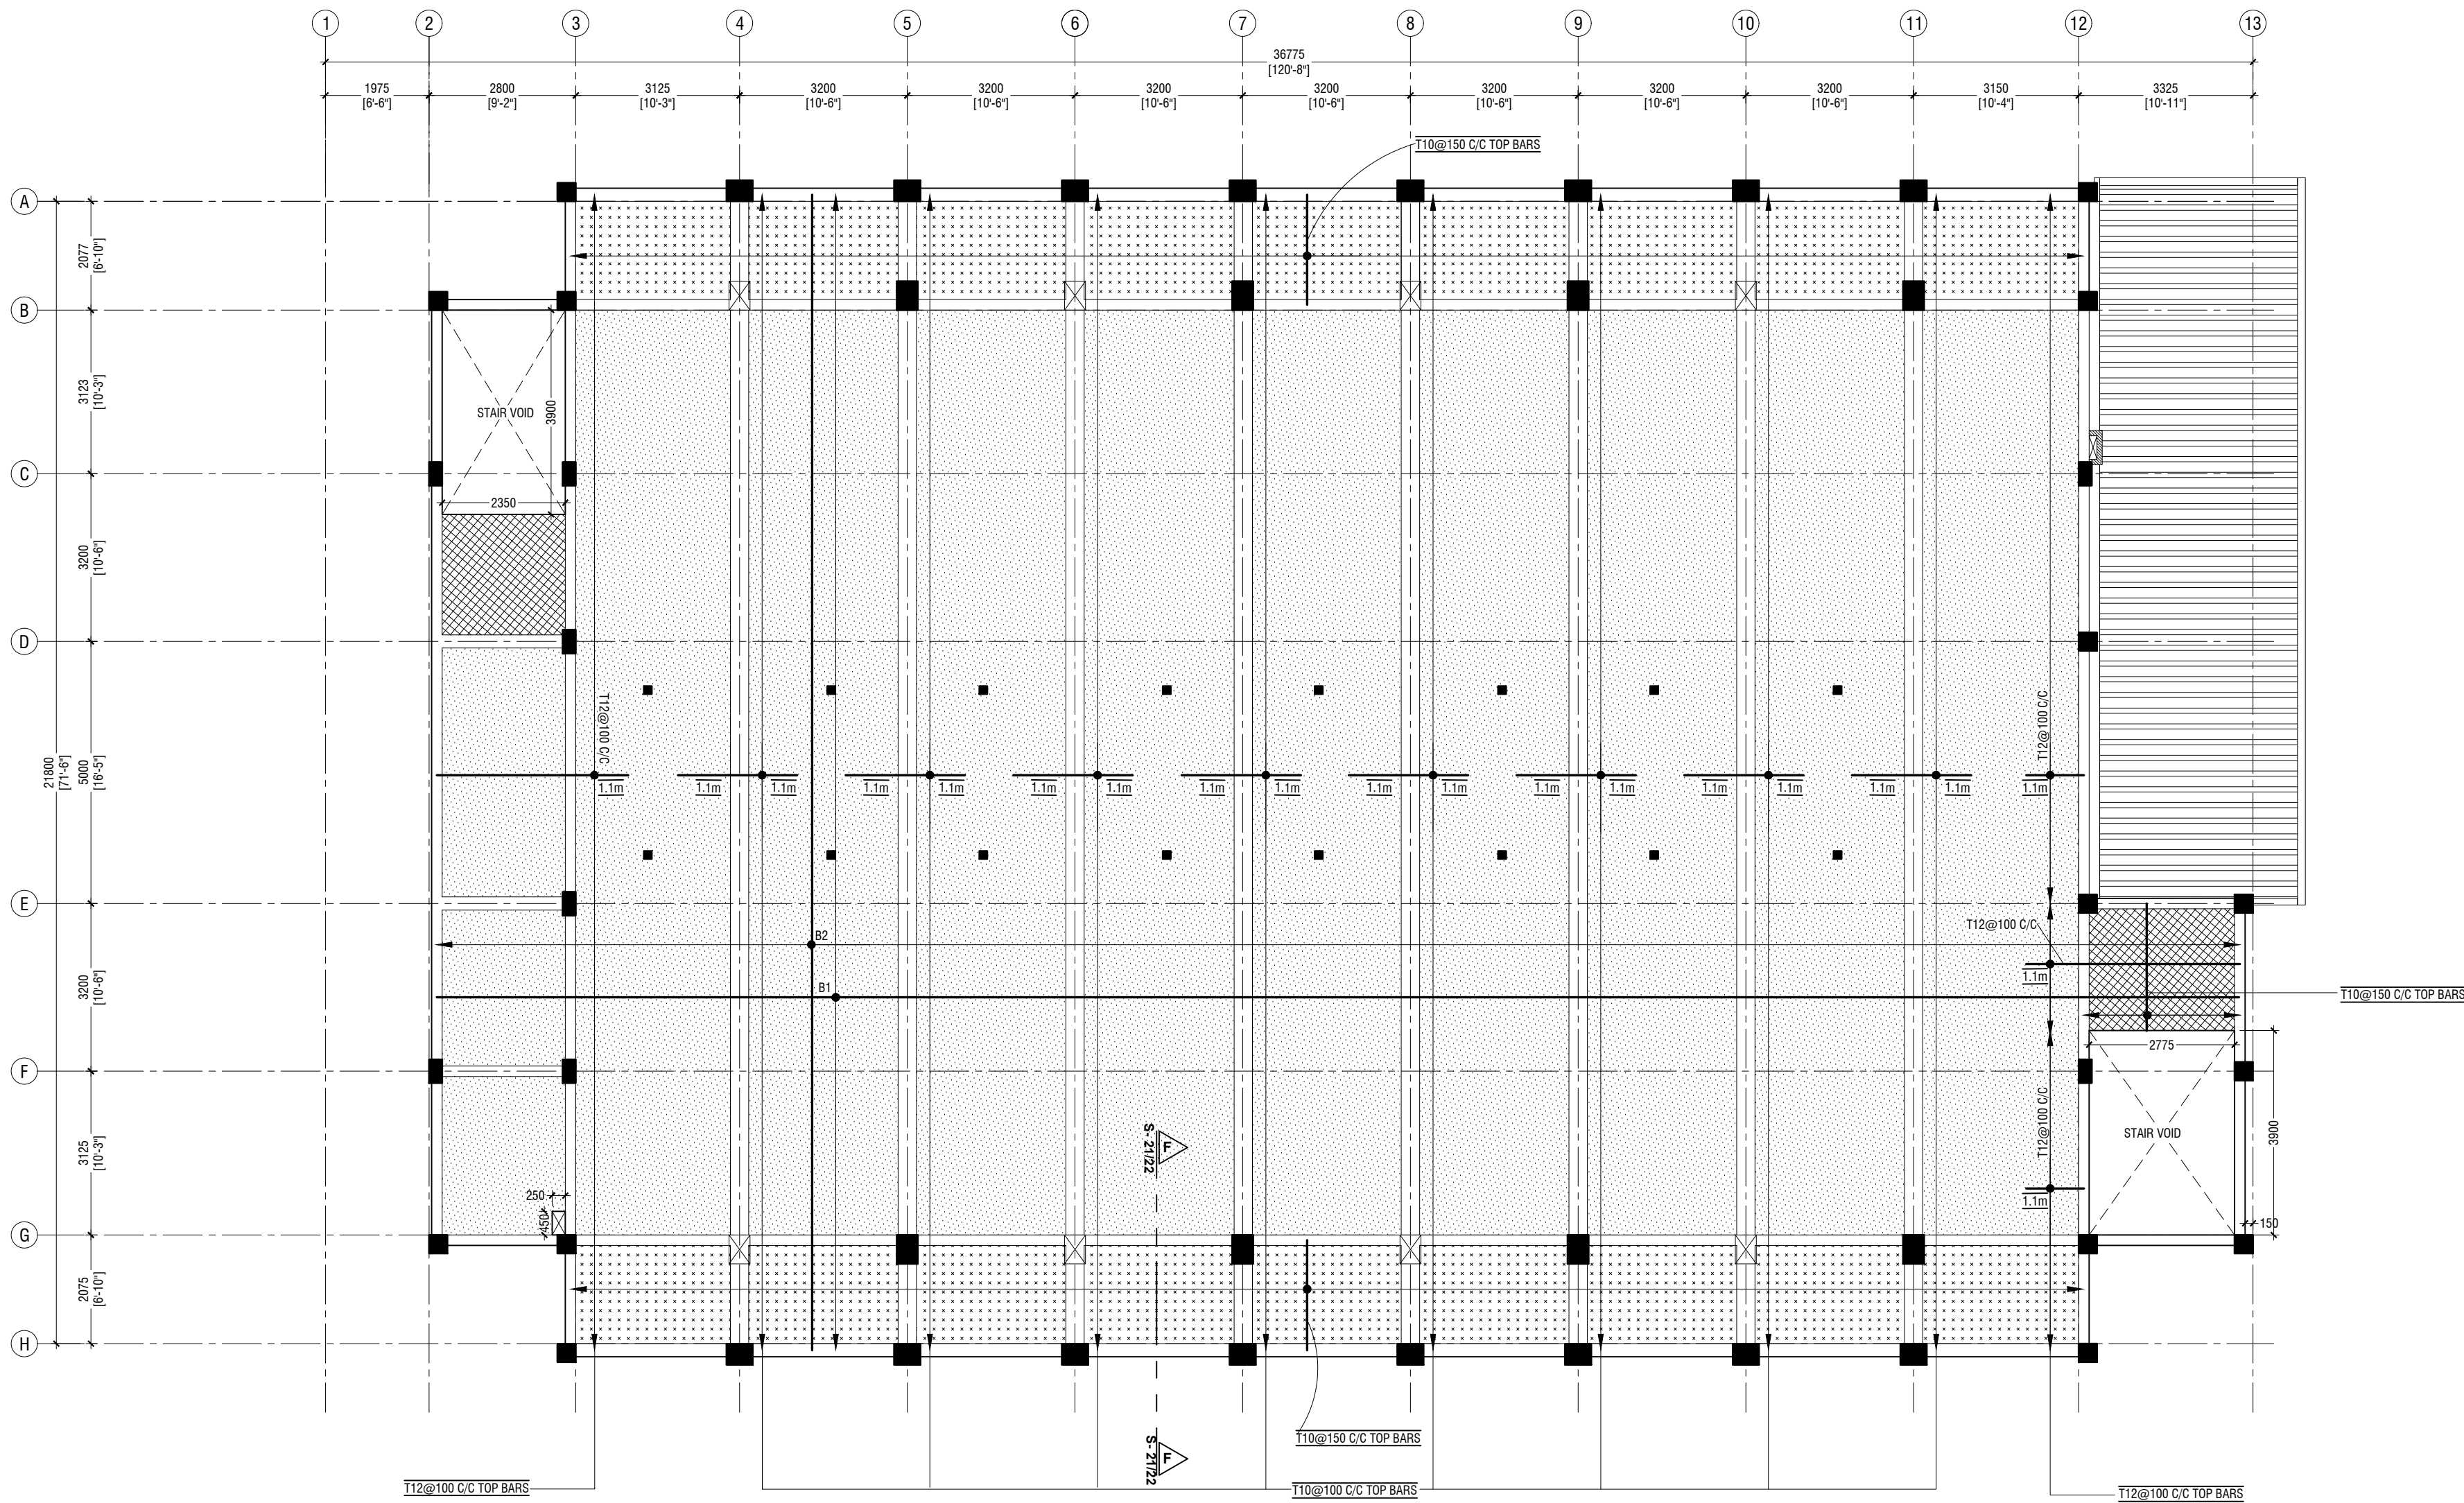 1 2 3 4 5 6 7 8 9 10 11 12 13
36775
[120'-8"]
1975 2800 3125 3200 3200 3200 3200 3200 3200 3200 3150 3325
[6'-6"] [9'-2"] [10'-3"] [10'-6"] [10'-6"] [10'-6"] [10'-6"] [10'-6"] [10'-6"] [10'-6"] [10'-4"] [10'-11"]
T10@150 C/C TOP BARS
A
2077
[6'-10"]
B
3123
[10'-3"]
STAIR VOID
3900
C
2350
3200
[10'-6"]
D
T12@100 C/C
T12@100 C/C
21800
[71'-6"]
5000
[16'-5"]
1.1m 1.1m 1.1m 1.1m 1.1m 1.1m 1.1m 1.1m 1.1m 1.1m 1.1m 1.1m 1.1m 1.1m 1.1m 1.1m 1.1m 1.1m
E
T12@100 C/C
B2
1.1m
3200
[10'-6"]
B1
T10@150 C/C TOP BARS
2775
F
T12@100 C/C
STAIR VOID
3900
S- 21/22
F
3125
[10'-3"]
250
450
1.1m
150
G
2075
[6'-10"]
H
T10@150 C/C TOP BARS
S- 21/22
F
T12@100 C/C TOP BARS
T10@100 C/C TOP BARS
T12@100 C/C TOP BARS